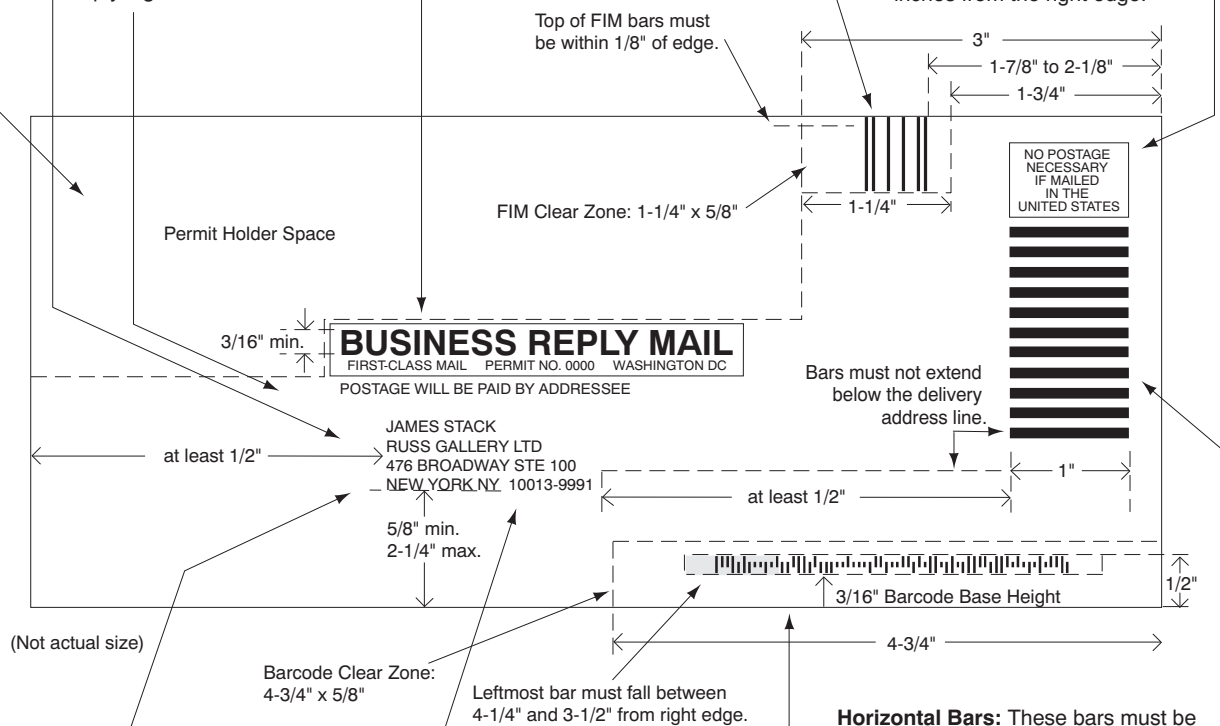 Top of FIM bars must
be within 1/8" of edge.
inches from the right edge.
3"
1-7/8" to 2-1/8"
1-3/4"
NO POSTAGE
NECESSARY
IF MAILED
IN THE
UNITED STATES
FIM Clear Zone: 1-1/4" x 5/8"
1-1/4"
Permit Holder Space
3/16" min.
BUSINESS REPLY MAIL
FIRST-CLASS MAIL PERMIT NO. 0000 WASHINGTON DC
POSTAGE WILL BE PAID BY ADDRESSEE
Bars must not extend
below the delivery
address line.
JAMES STACK
RUSS GALLERY LTD
476 BROADWAY STE 100
NEW YORK NY 10013-9991
at least 1/2"
1"
at least 1/2"
5/8" min.
2-1/4" max.
1/2"
3/16" Barcode Base Height
(Not actual size)
4-3/4"
Barcode Clear Zone:
4-3/4" x 5/8"
Leftmost bar must fall between
4-1/4" and 3-1/2" from right edge.
Horizontal Bars: These bars must be